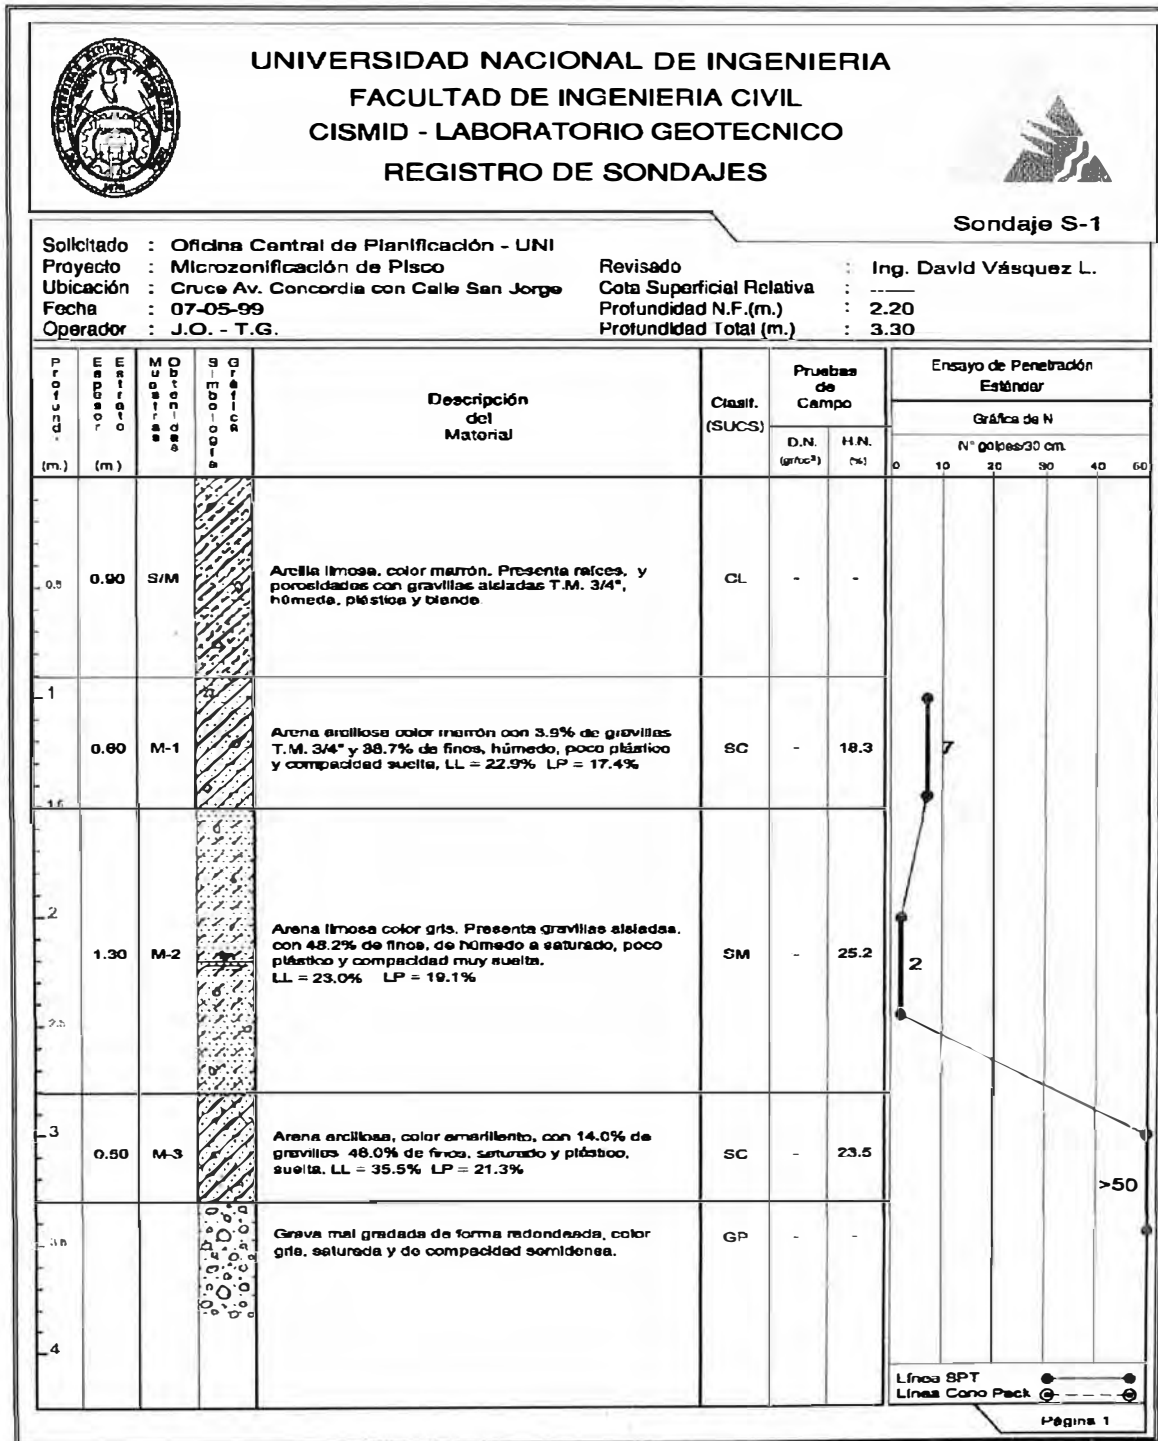 UNIVERSIDAD NACIONAL DE INGENIERIA
FACULTAD DE INGENIERIA CIVIL
CISMID - LABORATORIO GEOTECNICO
REGISTRO DE SONDAJES
Sondaje S-1
Solicitado : Oficina Central de Planificación - UNI
Proyecto : Microzonificación de Pisco
Ubicación : Cruce Av. Concordia con Calle San Jorge
Fecha : 07-05-99
Operador : J.O. - T.G.
Revisado : Ing. David Vásquez L.
Cota Superficial Relativa : -----
Profundidad N.F.(m.) : 2.20
Profundidad Total (m.) : 3.30
Profund. (m.)
Espesor Estrato (m)
Muestras Obtenidas
Simbología Gráfica
Descripción del Material
Clasif. (SUCS)
Pruebas de Campo
D.N. (gr/cc³)
H.N. (%)
Ensayo de Penetración Estándar
Gráfica de N
N° golpes/30 cm.
0 10 20 30 40 60
0.5
0.90 S/M
Arcilla limosa, color marrón. Presenta raíces, y
porosidades con gravillas aisladas T.M. 3/4",
húmeda, plástica y blanda.
CL - -
1
0.60 M-1
Arena arcillosa color marrón con 3.9% de gravillas
T.M. 3/4" y 38.7% de finos, húmedo, poco plástico
y compacidad suelta, LL = 22.9% LP = 17.4%
SC - 18.3
7
1.5
2
1.30 M-2
Arena limosa color gris. Presenta gravillas aisladas,
con 48.2% de finos, de húmedo a saturado, poco
plástico y compacidad muy suelta.
LL = 23.0% LP = 19.1%
SM - 25.2
2
2.5
3
0.50 M-3
Arena arcillosa, color amarillento, con 14.0% de
gravillas 48.0% de finos, saturado y plástico,
suelta. LL = 35.5% LP = 21.3%
SC - 23.5
>50
3.5
Grava mal gradada de forma redondeada, color
gris, saturada y de compacidad semidensa.
GP - -
4
Línea SPT
Línea Cono Peck
Página 1